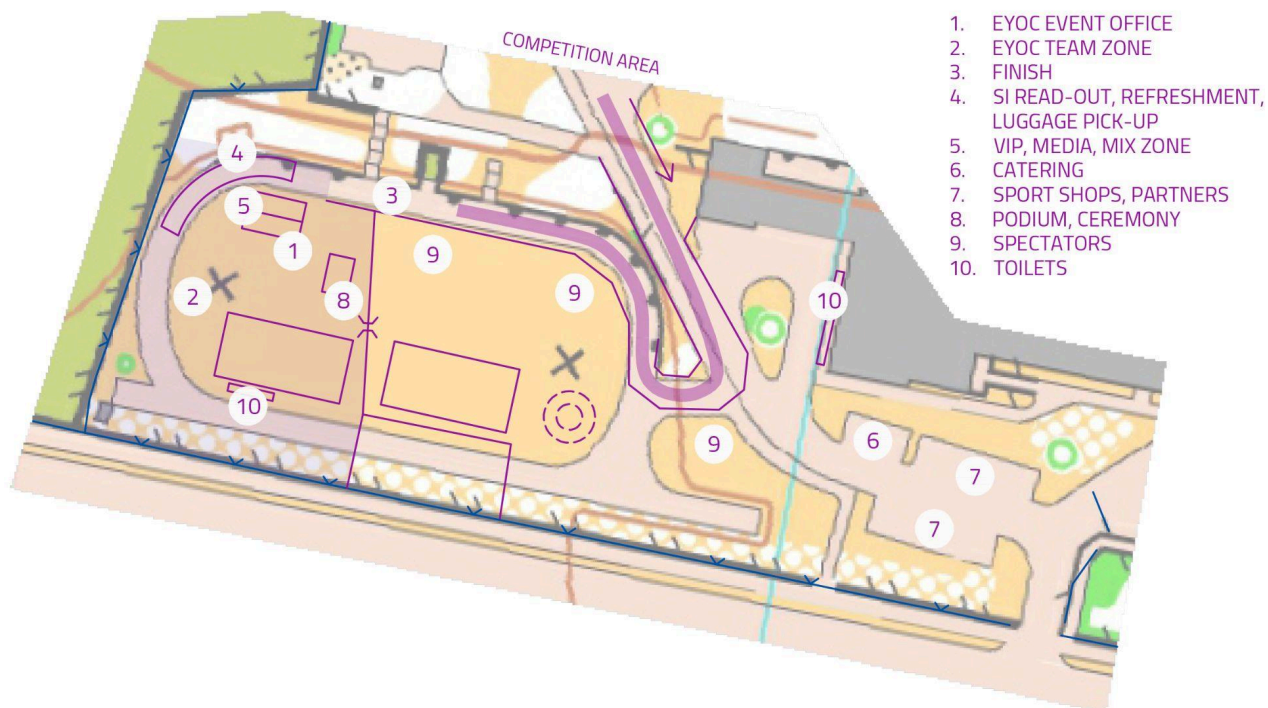 COMPETITION AREA
1. EYOC EVENT OFFICE
2. EYOC TEAM ZONE
3. FINISH
4. SI READ-OUT, REFRESHMENT,
LUGGAGE PICK-UP
5. VIP, MEDIA, MIX ZONE
6. CATERING
7. SPORT SHOPS, PARTNERS
8. PODIUM, CEREMONY
9. SPECTATORS
10. TOILETS
4
3
5
1
9
2
8
9
10
10
9
6
7
7